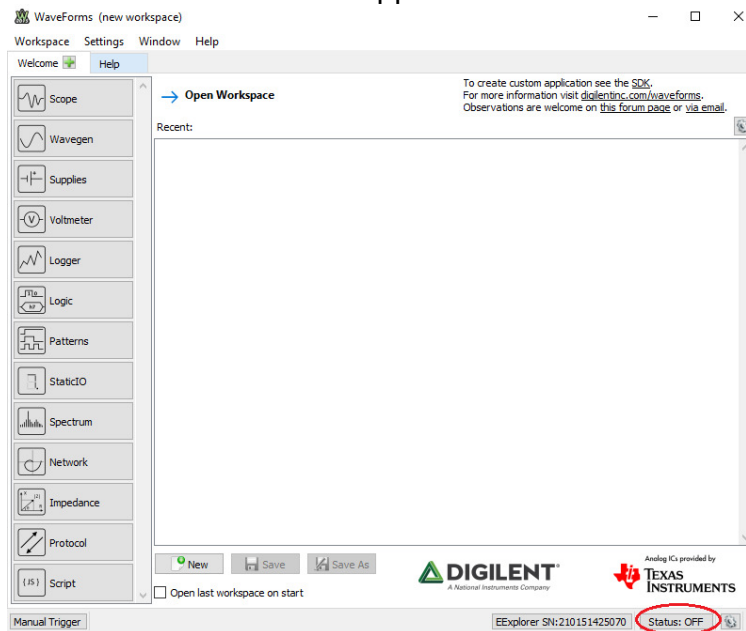 WaveForms (new workspace)
Workspace Settings Window Help
Welcome Help
To create custom application see the SDK.
For more information visit digilentinc.com/waveforms.
Observations are welcome on this forum page or via email.
Open Workspace
Recent:
Scope
Wavegen
Supplies
Voltmeter
Logger
Logic
Patterns
StaticIO
Spectrum
Network
Impedance
Protocol
{JS} Script
New Save Save As
Open last workspace on start
DIGILENT
A National Instruments Company
Analog ICs provided by
TEXAS
INSTRUMENTS
Manual Trigger
EExplorer SN:210151425070
Status: OFF